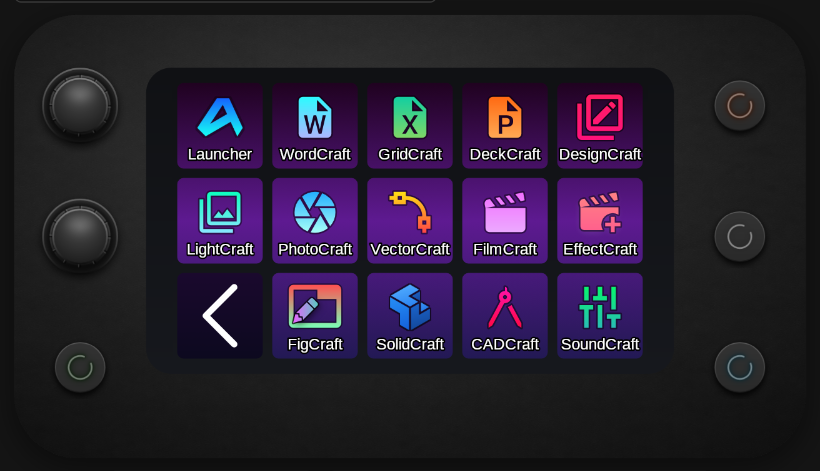 Launcher
W
WordCraft
X
GridCraft
P
DeckCraft
DesignCraft
LightCraft
PhotoCraft
VectorCraft
FilmCraft
EffectCraft
FigCraft
SolidCraft
CADCraft
SoundCraft